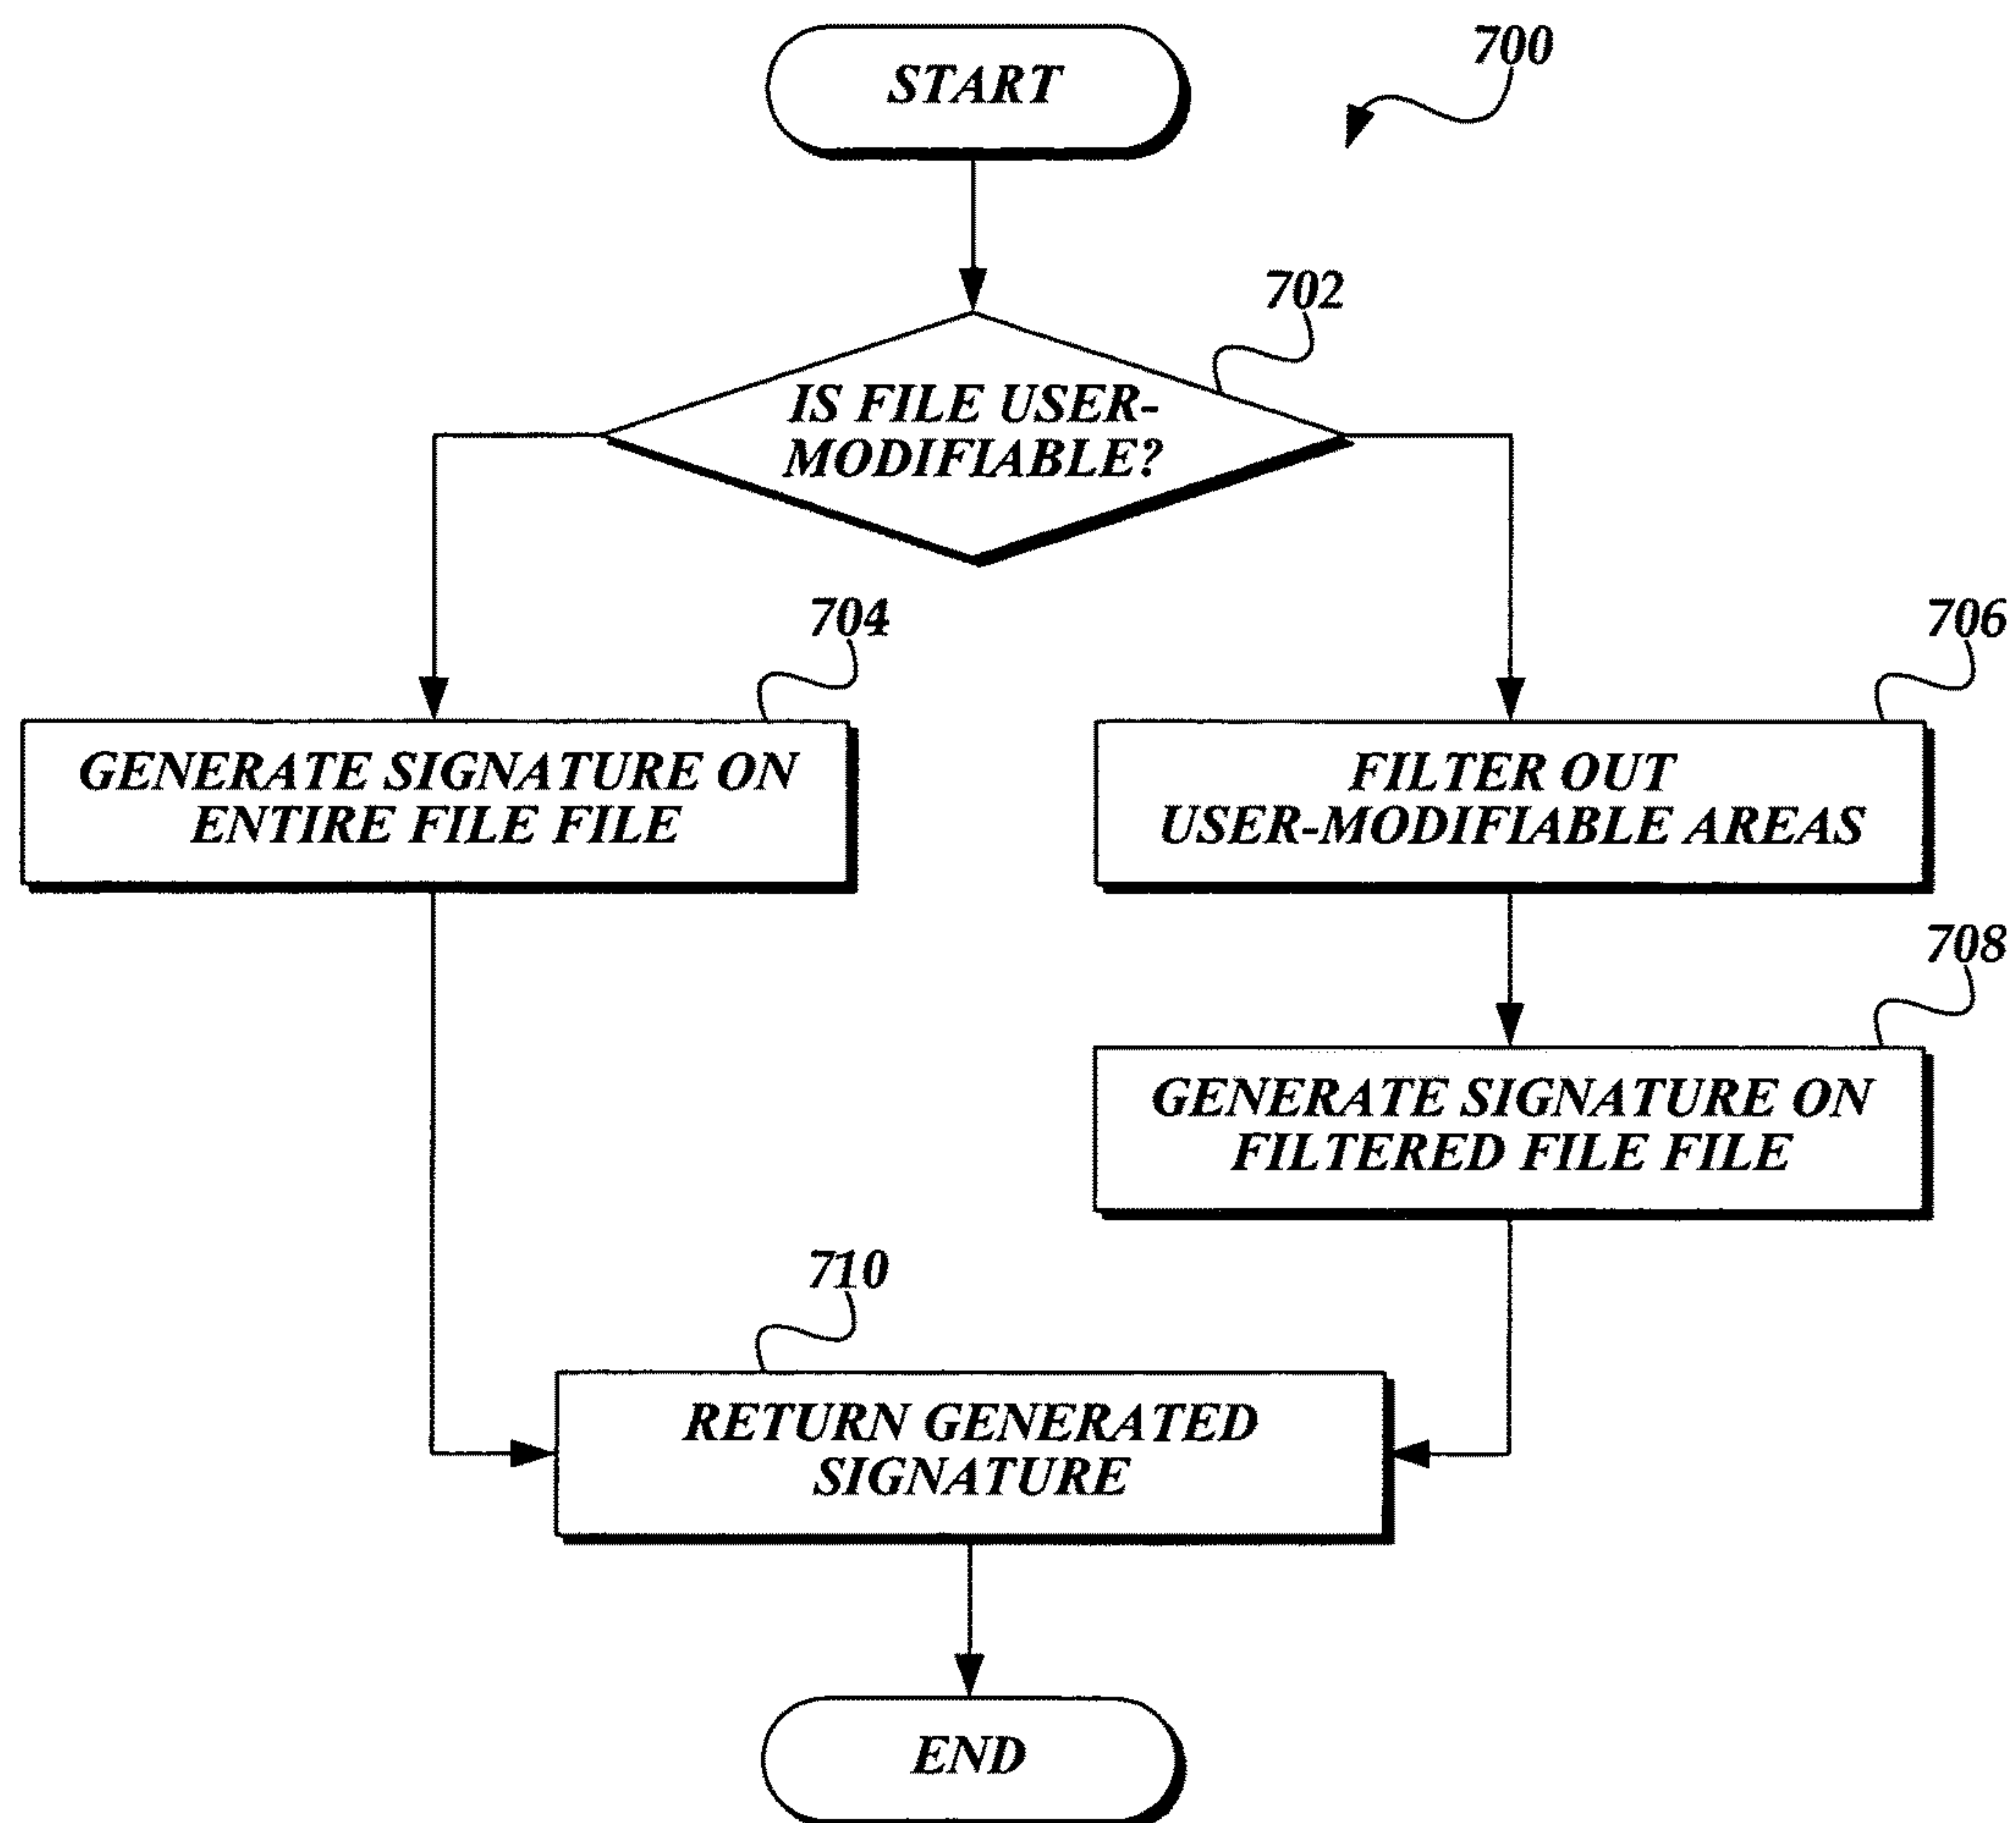 START
700
702
IS FILE USER-
MODIFIABLE?
704
706
GENERATE SIGNATURE ON
ENTIRE FILE FILE
FILTER OUT
USER-MODIFIABLE AREAS
708
GENERATE SIGNATURE ON
FILTERED FILE FILE
710
RETURN GENERATED
SIGNATURE
END